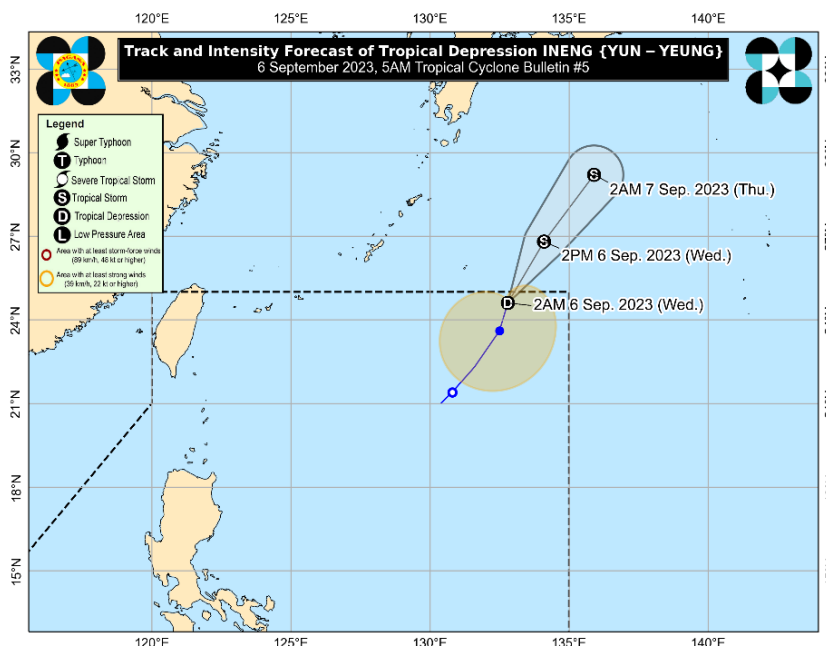 120°E 125°E 130°E 135°E 140°E
Track and Intensity Forecast of Tropical Depression INENG {YUN – YEUNG}
6 September 2023, 5AM Tropical Cyclone Bulletin #5
33°N
Legend
Super Typhoon
T Typhoon
Severe Tropical Storm
S Tropical Storm
D Tropical Depression
L Low Pressure Area
Area with at least storm-force winds
(89 km/h, 48 kt or higher)
Area with at least strong winds
(39 km/h, 22 kt or higher)
30°N
S
2AM 7 Sep. 2023 (Thu.)
27°N
S
2PM 6 Sep. 2023 (Wed.)
D
2AM 6 Sep. 2023 (Wed.)
24°N
21°N
18°N
15°N
120°E 125°E 130°E 135°E 140°E